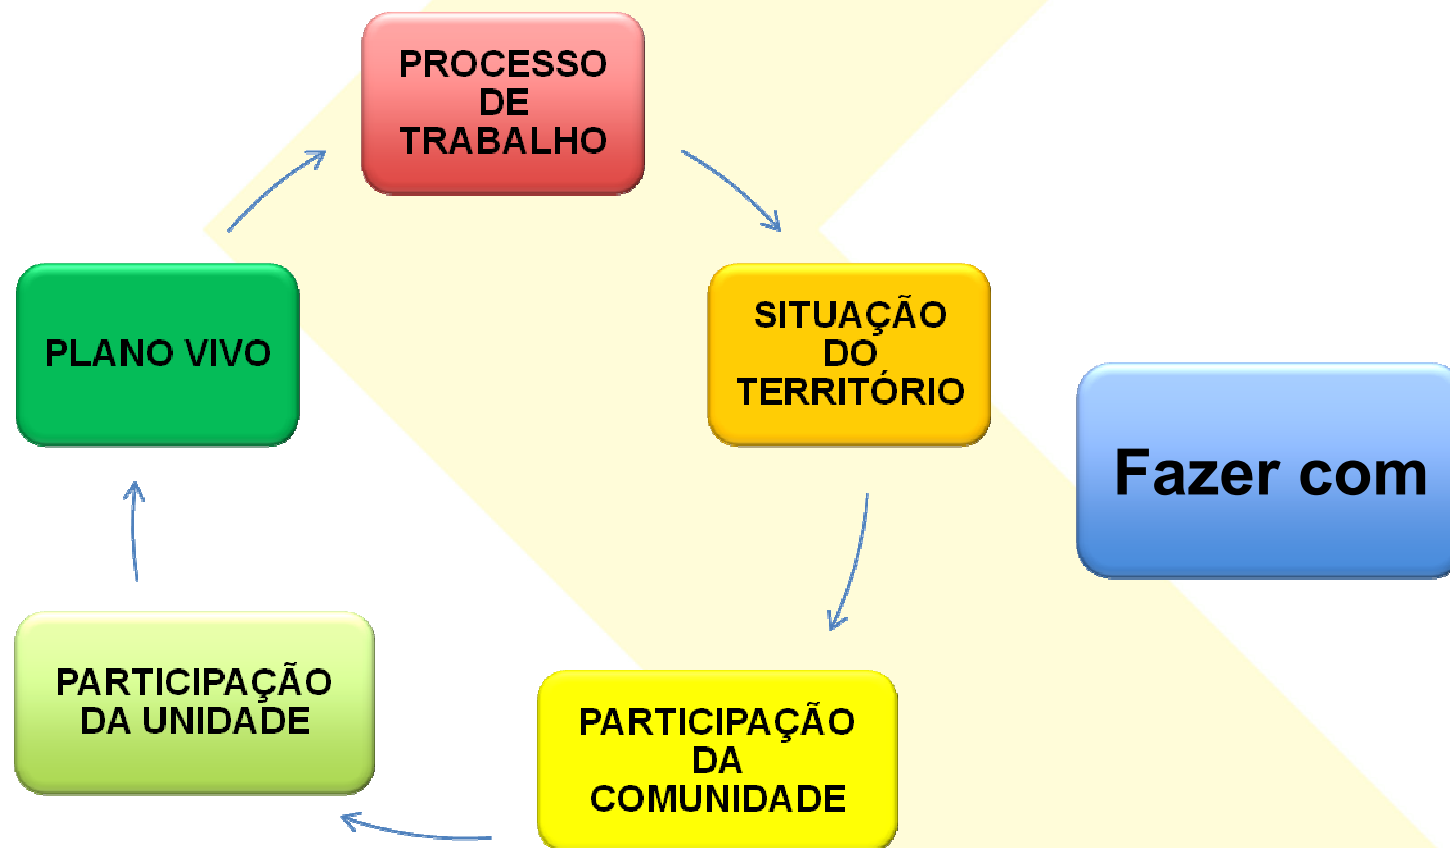 PROCESSO
DE
TRABALHO
SITUAÇÃO
DO
TERRITÓRIO
PARTICIPAÇÃO
DA
COMUNIDADE
PARTICIPAÇÃO
DA UNIDADE
PLANO VIVO
Fazer com